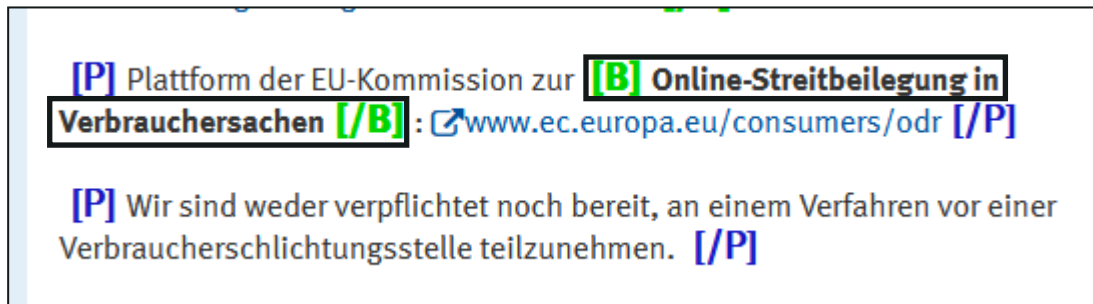 [P] Plattform der EU-Kommission zur [B] Online-Streitbeilegung in
Verbrauchersachen [/B] : www.ec.europa.eu/consumers/odr [/P]
[P] Wir sind weder verpflichtet noch bereit, an einem Verfahren vor einer
Verbraucherschlichtungsstelle teilzunehmen. [/P]